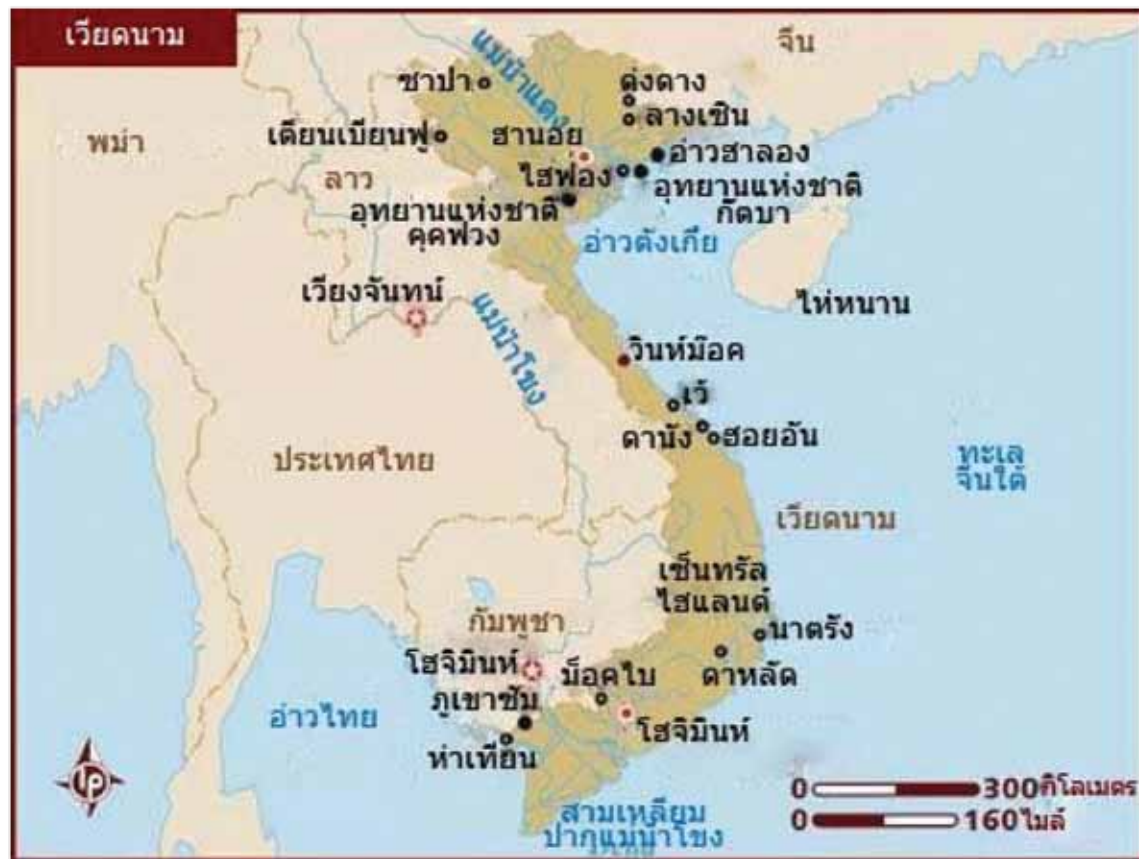 เวียดนาม
จีน
แม่น้ำแดง
ซาปา
ด่งดาง
ลางเซิน
พม่า
เดียนเบียนฟู
ฮานอย
อ่าวฮาลอง
ลาว
ไฮฟอง
อุทยานแห่งชาติ
กัตบา
อุทยานแห่งชาติ
คุคฟวง
อ่าวตังเกี๋ย
เวียงจันทน์
ไห่หนาน
แม่น้ำโขง
วินห์ม๊อค
เว้
ดานัง
ฮอยอัน
ประเทศไทย
ทะเล
จีนใต้
เวียดนาม
เซ็นทรัล
ไฮแลนด์
กัมพูชา
นาตรัง
โฮจิมินห์
ม็อคไบ
ดาหลัด
ภูเขาซัม
อ่าวไทย
โฮจิมินห์
ห่าเทียน
lp
0 300 กิโลเมตร
0 160 ไมล์
สามเหลี่ยม
ปากแม่น้ำโขง